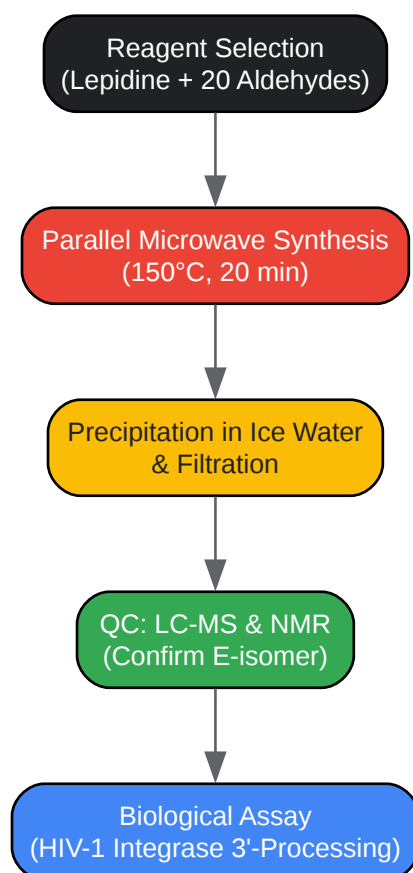 Reagent Selection
(Lepidine + 20 Aldehydes)
Parallel Microwave Synthesis
(150°C, 20 min)
Precipitation in Ice Water
& Filtration
QC: LC-MS & NMR
(Confirm E-isomer)
Biological Assay
(HIV-1 Integrase 3'-Processing)